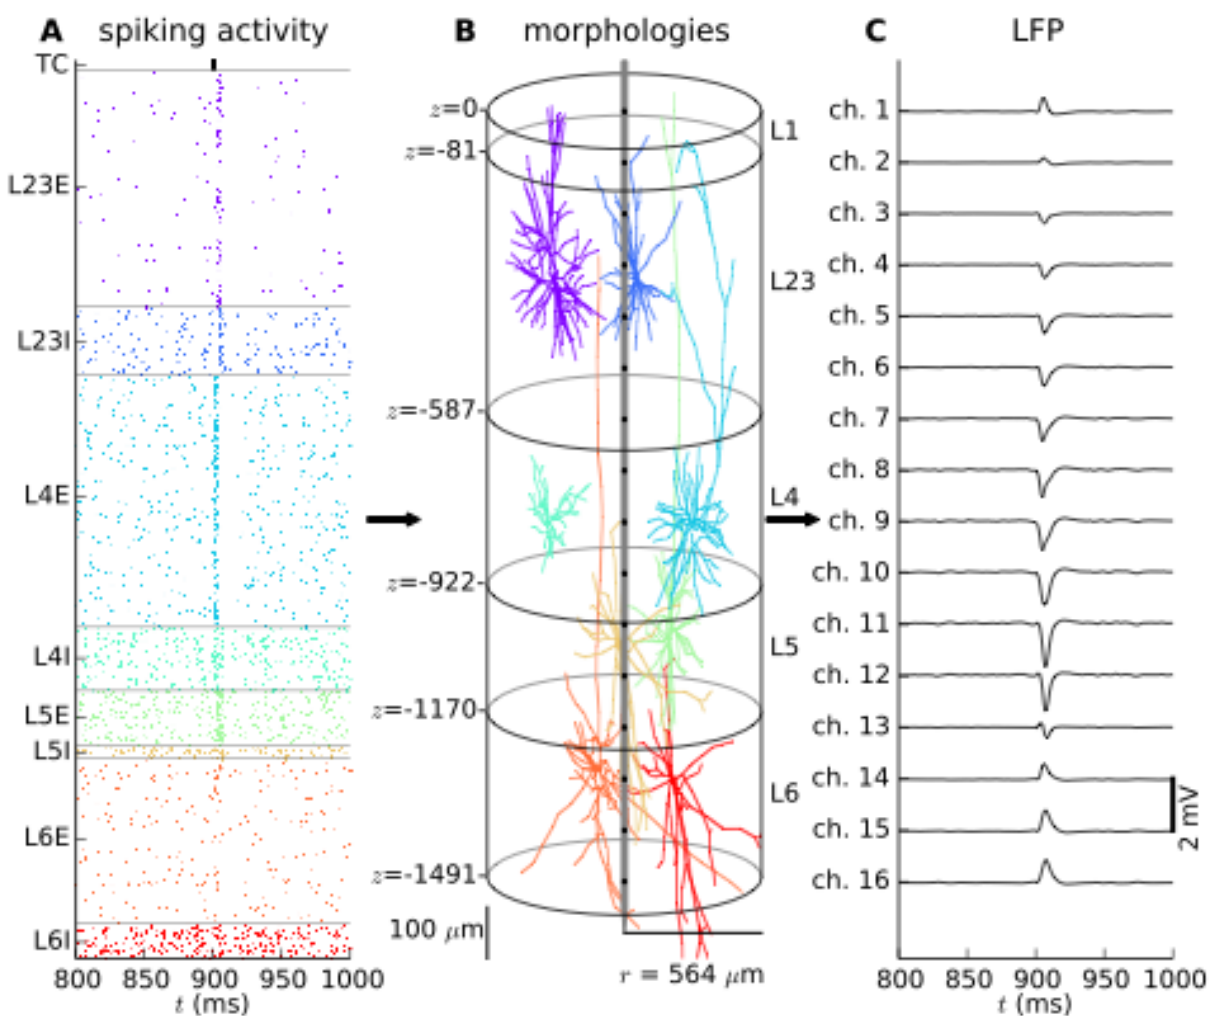 A spiking activity
TC
L23E
L23I
L4E
L4I
L5E
L5I
L6E
L6I
800 850 900 950 1000
t (ms)
B morphologies
z=0
z=-81
z=-587
z=-922
z=-1170
z=-1491
L1
L23
L4
L5
L6
100 μm
r = 564 μm
C LFP
ch. 1
ch. 2
ch. 3
ch. 4
ch. 5
ch. 6
ch. 7
ch. 8
ch. 9
ch. 10
ch. 11
ch. 12
ch. 13
ch. 14
ch. 15
ch. 16
2 mV
800 850 900 950 1000
t (ms)